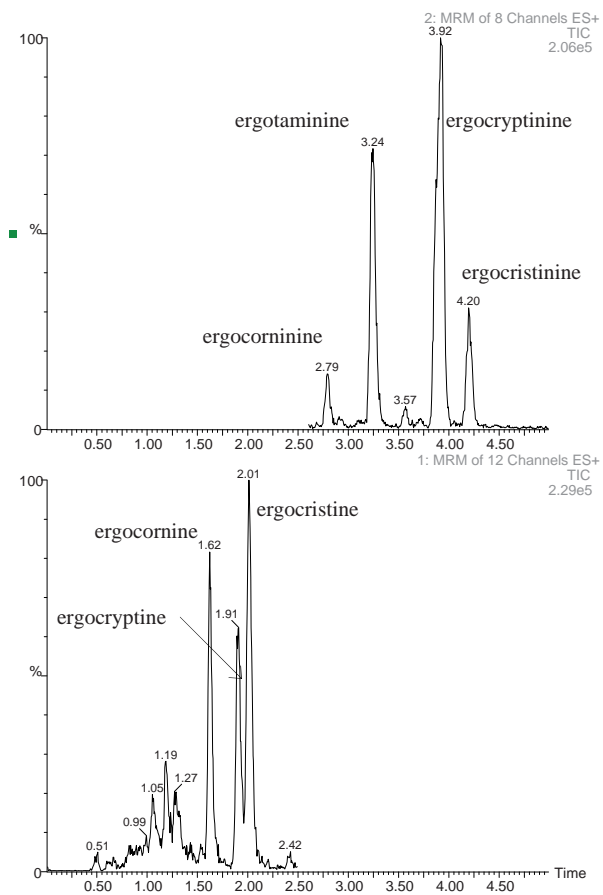 2: MRM of 8 Channels ES+
TIC
2.06e5
100
3.92
ergotaminine
ergocryptinine
3.24
%
ergocristinine
4.20
ergocorninine
2.79
3.57
0
0.50 1.00 1.50 2.00 2.50 3.00 3.50 4.00 4.50
1: MRM of 12 Channels ES+
TIC
2.29e5
100
2.01
ergocristine
ergocornine
1.62
ergocryptine
1.91
%
1.19
1.05
1.27
0.99
0.51
2.42
0
Time
0.50 1.00 1.50 2.00 2.50 3.00 3.50 4.00 4.50